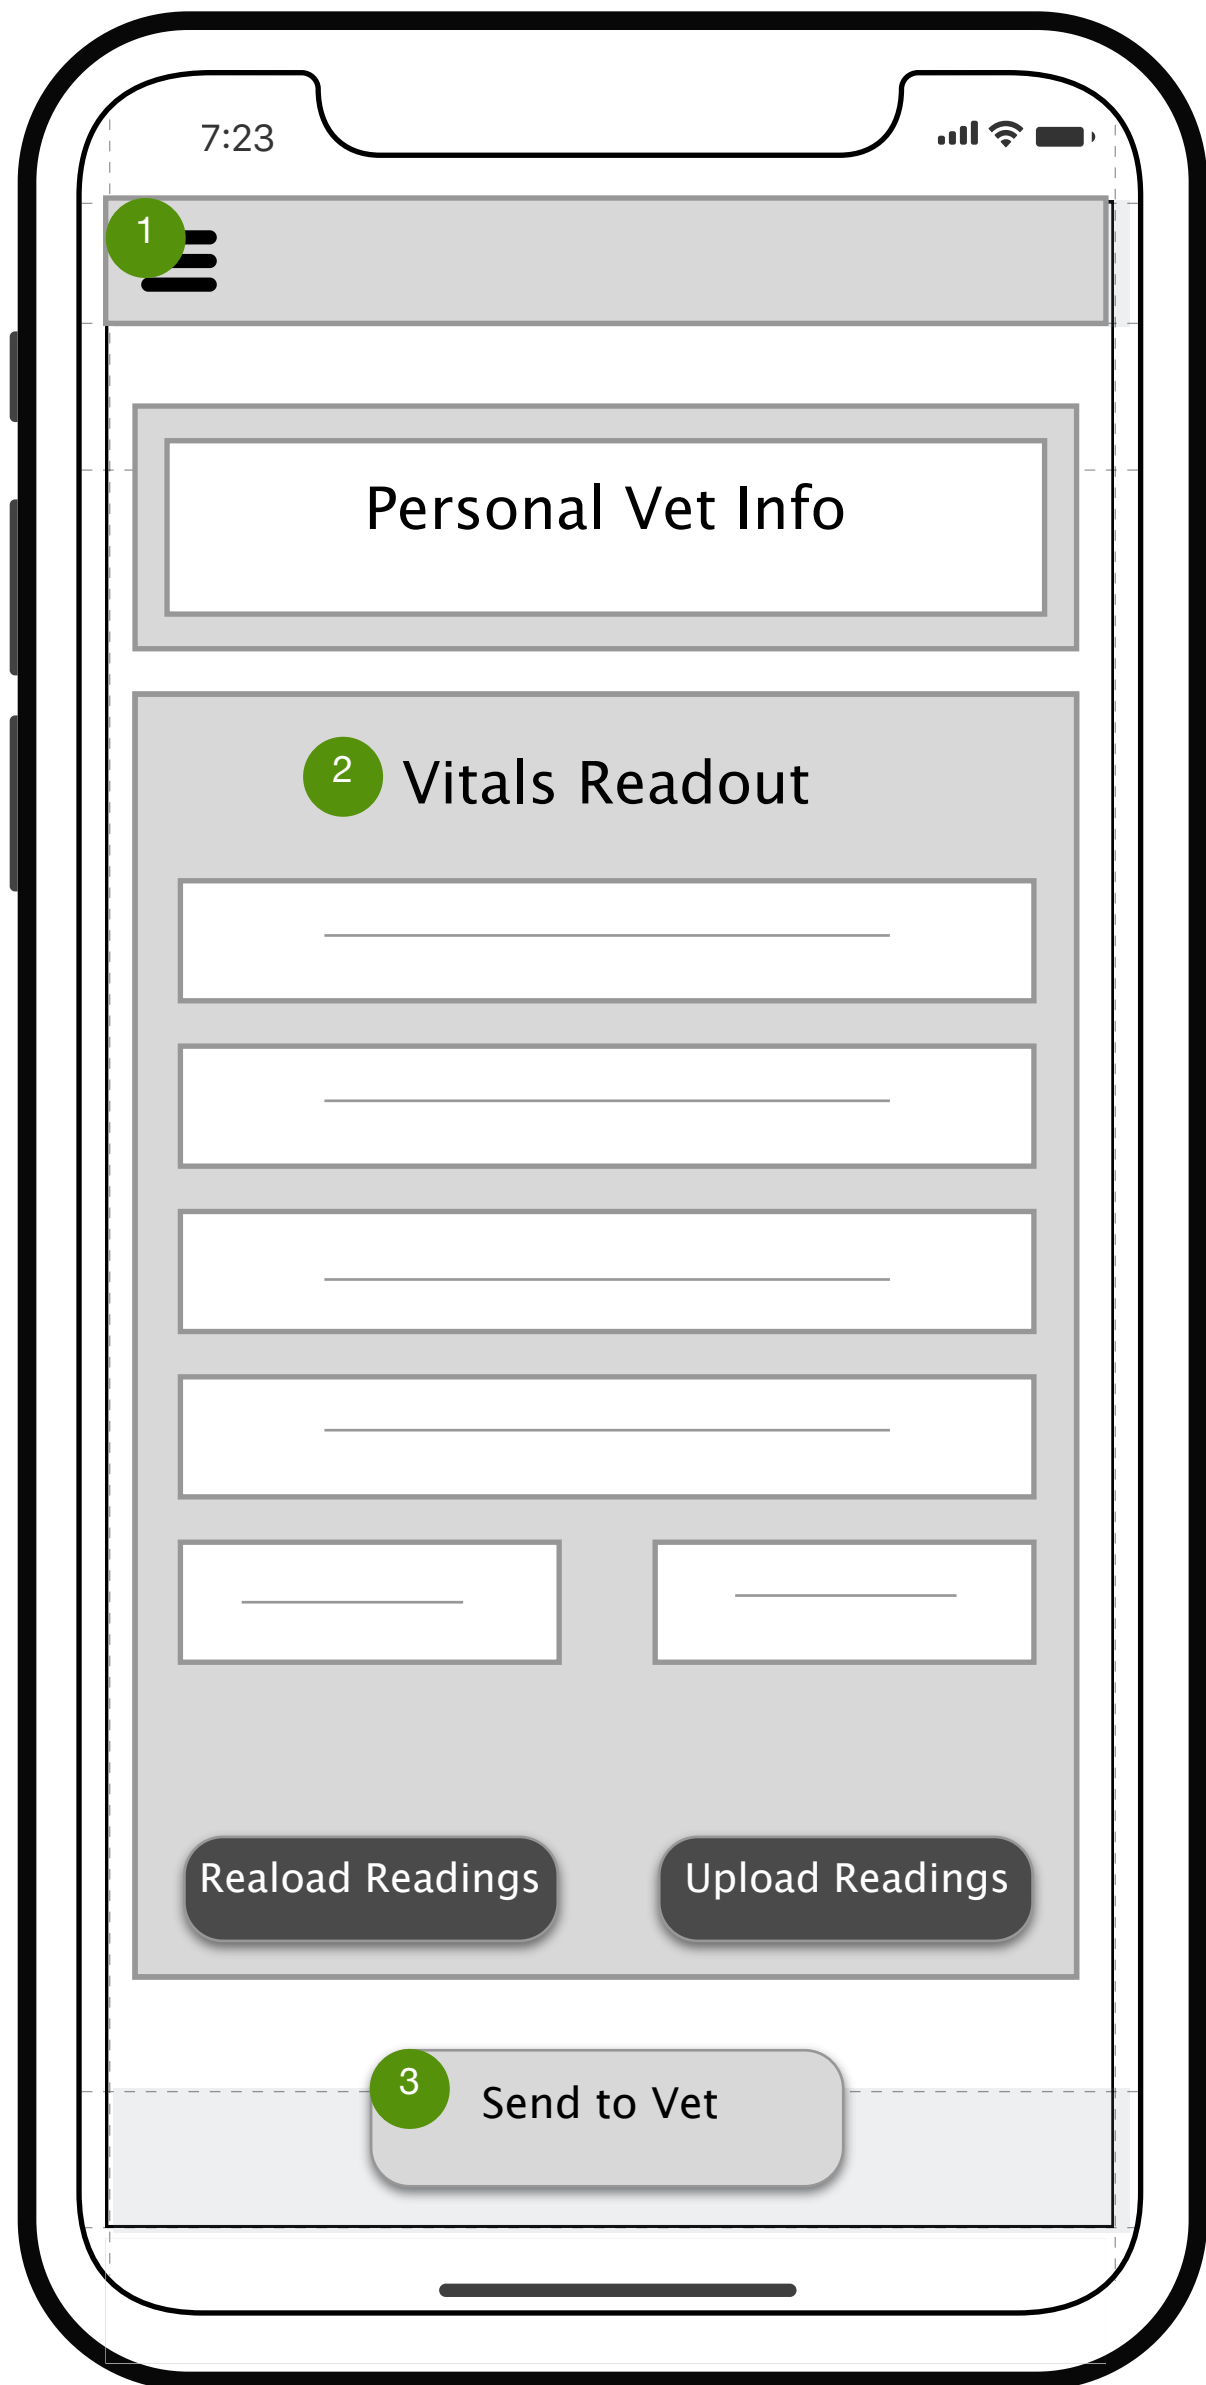 7:23
1
Personal Vet Info
2 Vitals Readout
Reaload Readings
Upload Readings
3
Send to Vet